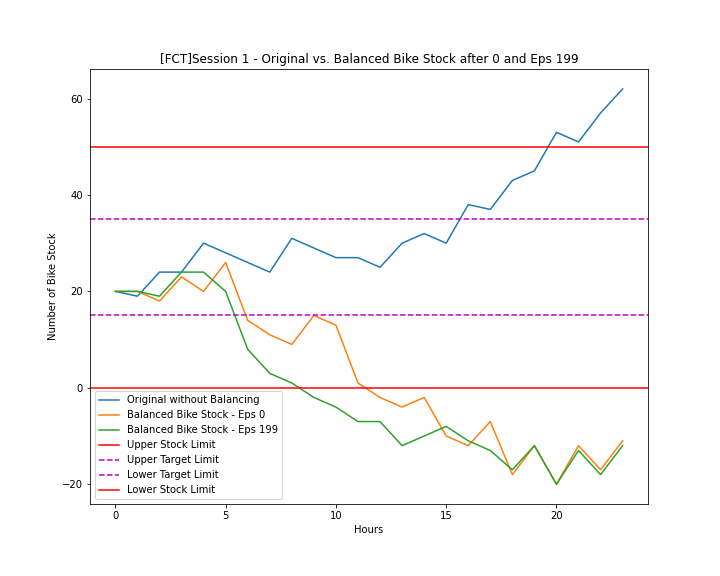 [FCT]Session 1 - Original vs. Balanced Bike Stock after 0 and Eps 199
60
40
20
0
−20
Number of Bike Stock
Original without Balancing
Balanced Bike Stock - Eps 0
Balanced Bike Stock - Eps 199
Upper Stock Limit
Upper Target Limit
Lower Target Limit
Lower Stock Limit
0
5
10
15
20
Hours